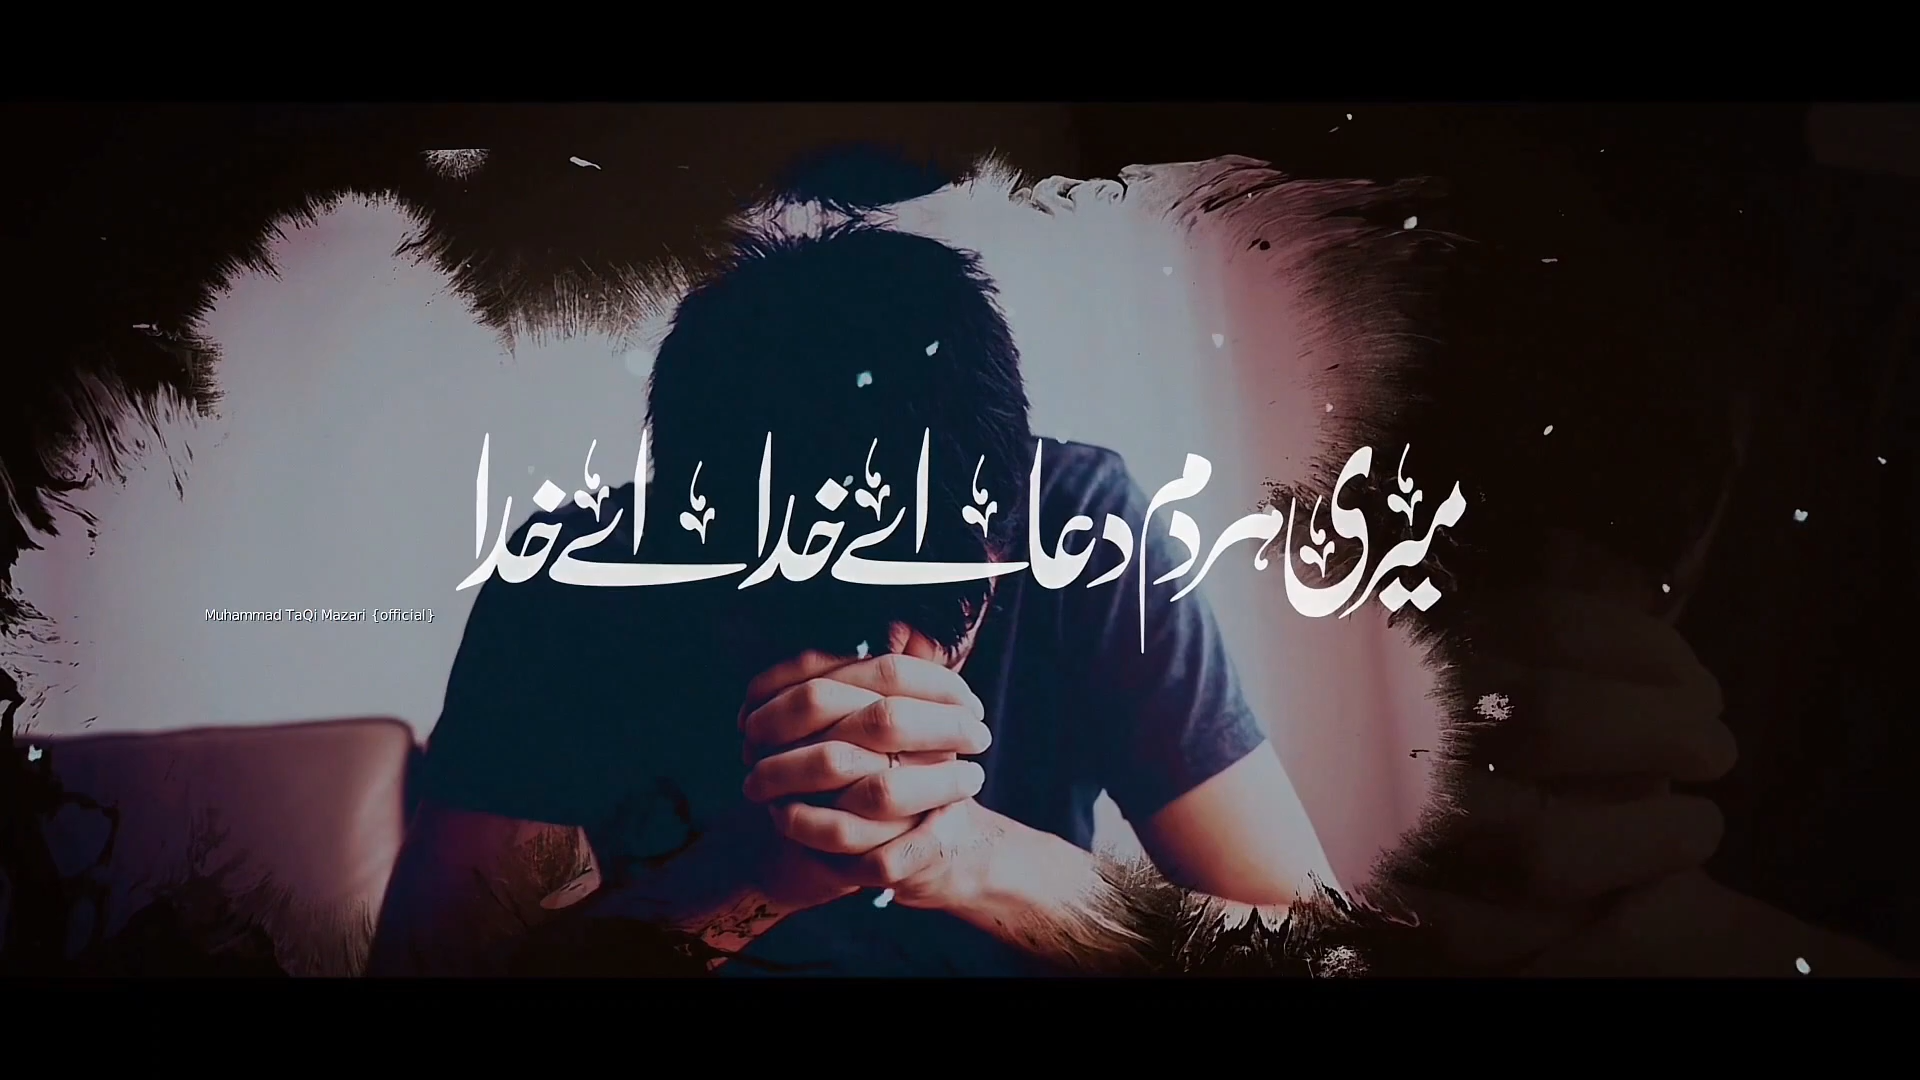 میری ہر دم دعا اے خدا اے خدا
Muhammad TaQi Mazari {official}